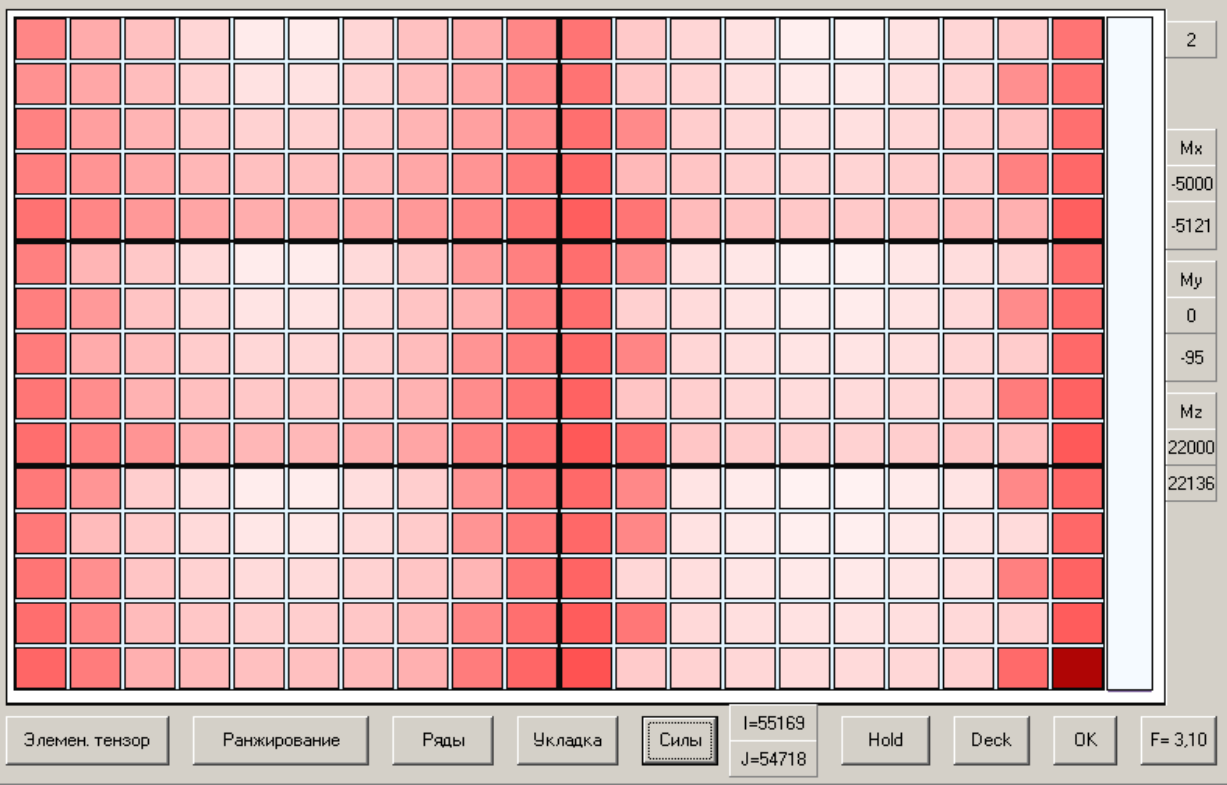 2
Mx
-5000
-5121
My
0
-95
Mz
22000
22136
Элемен. тензор
Ранжирование
Ряды
Укладка
Силы
I=55169
J=54718
Hold
Deck
OK
F= 3,10